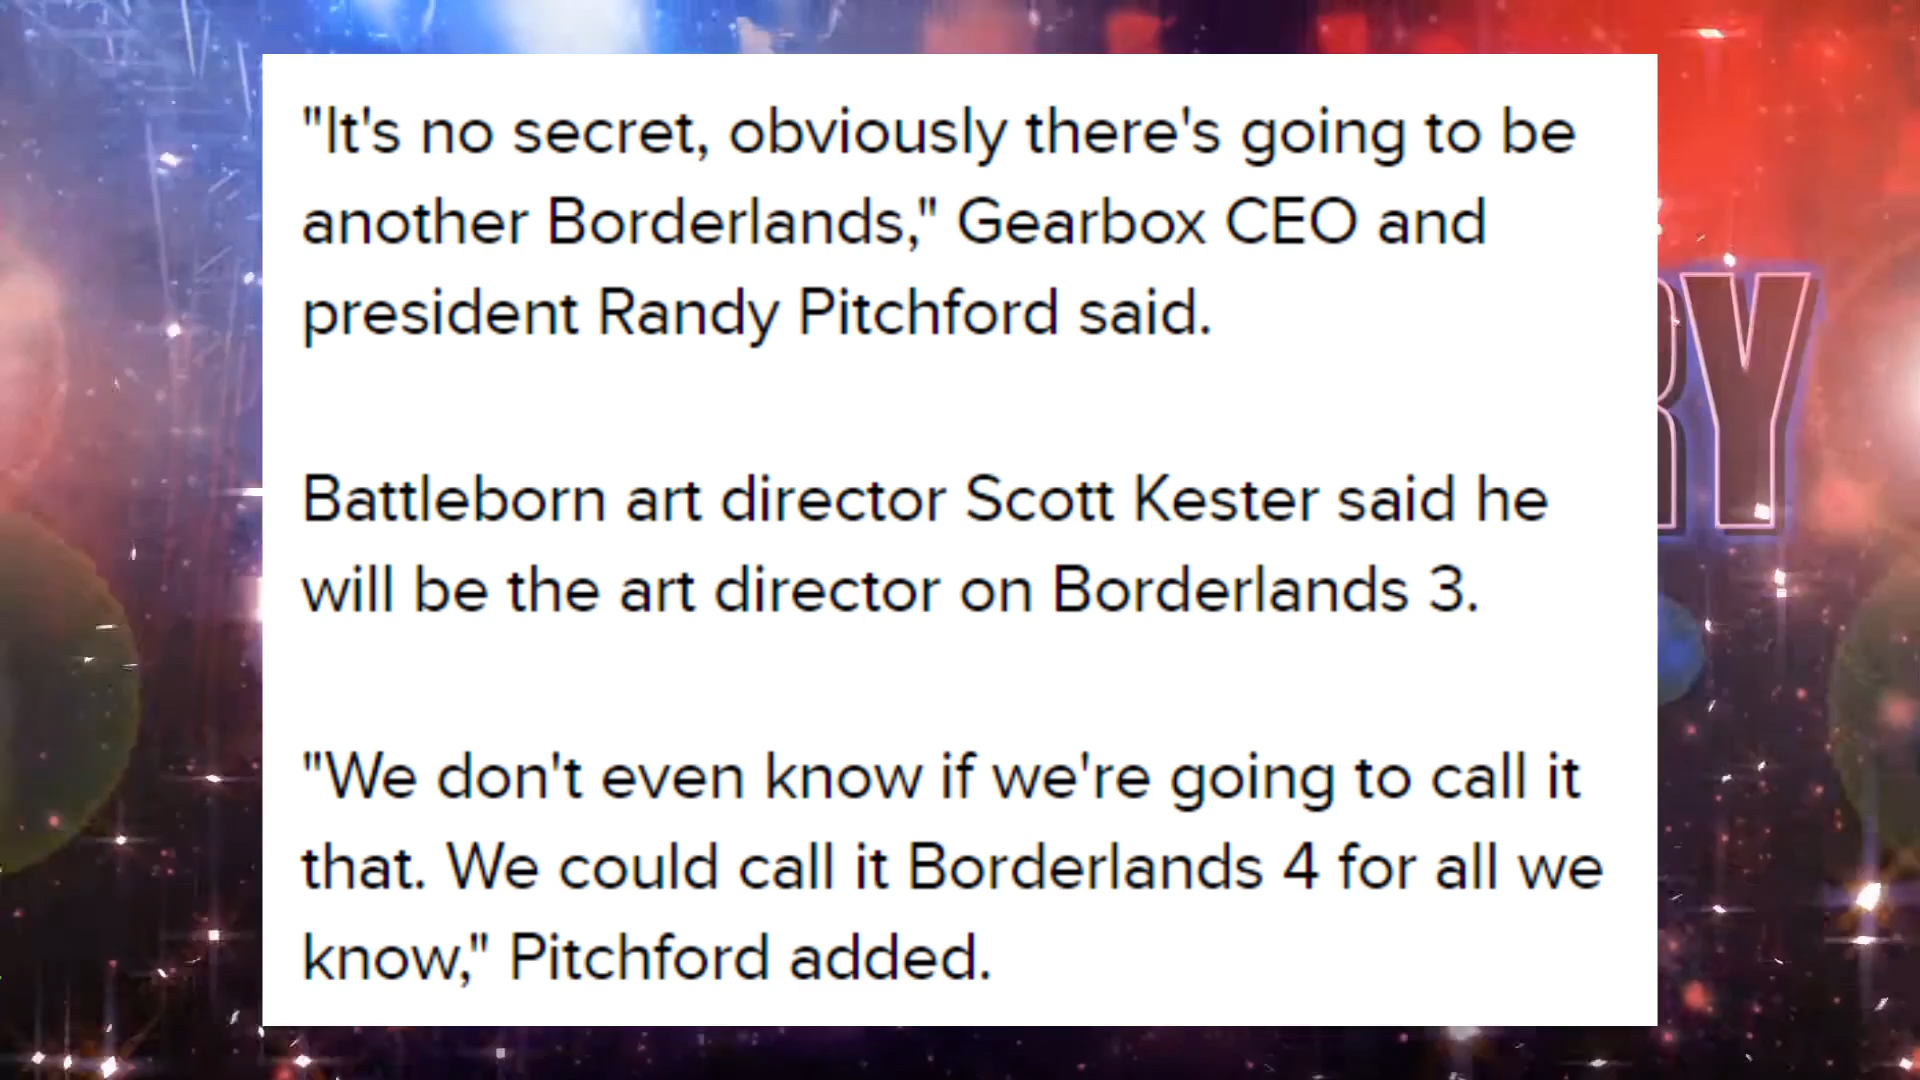 "It's no secret, obviously there's going to be
another Borderlands," Gearbox CEO and
president Randy Pitchford said.
Battleborn art director Scott Kester said he
will be the art director on Borderlands 3.
"We don't even know if we're going to call it
that. We could call it Borderlands 4 for all we
know," Pitchford added.
RY